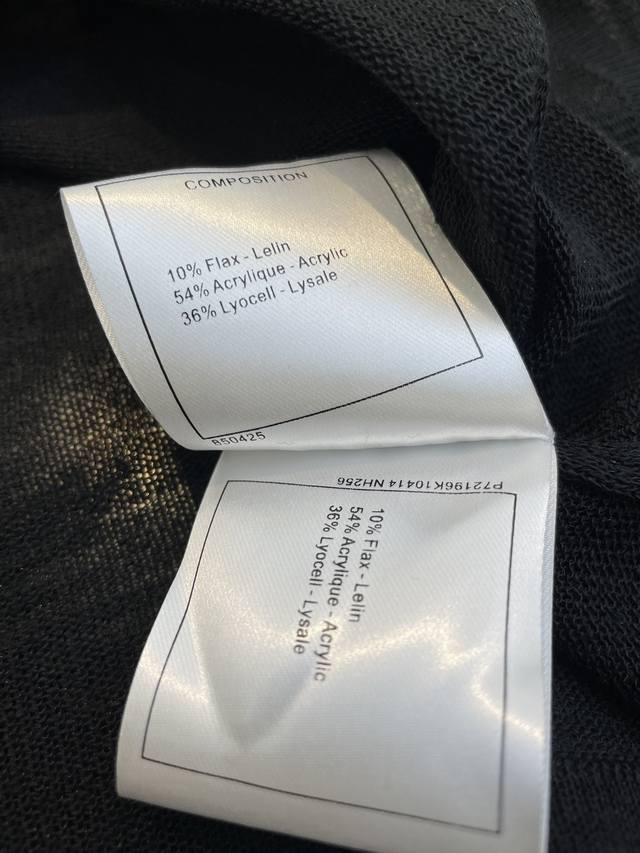 COMPOSITION
10% Flax - Lelin
54% Acrylique - Acrylic
36% Lyocell - Lysale
850425
P72196K10414 NH256
10% Flax - Lelin
54% Acrylique - Acrylic
36% Lyocell - Lysale